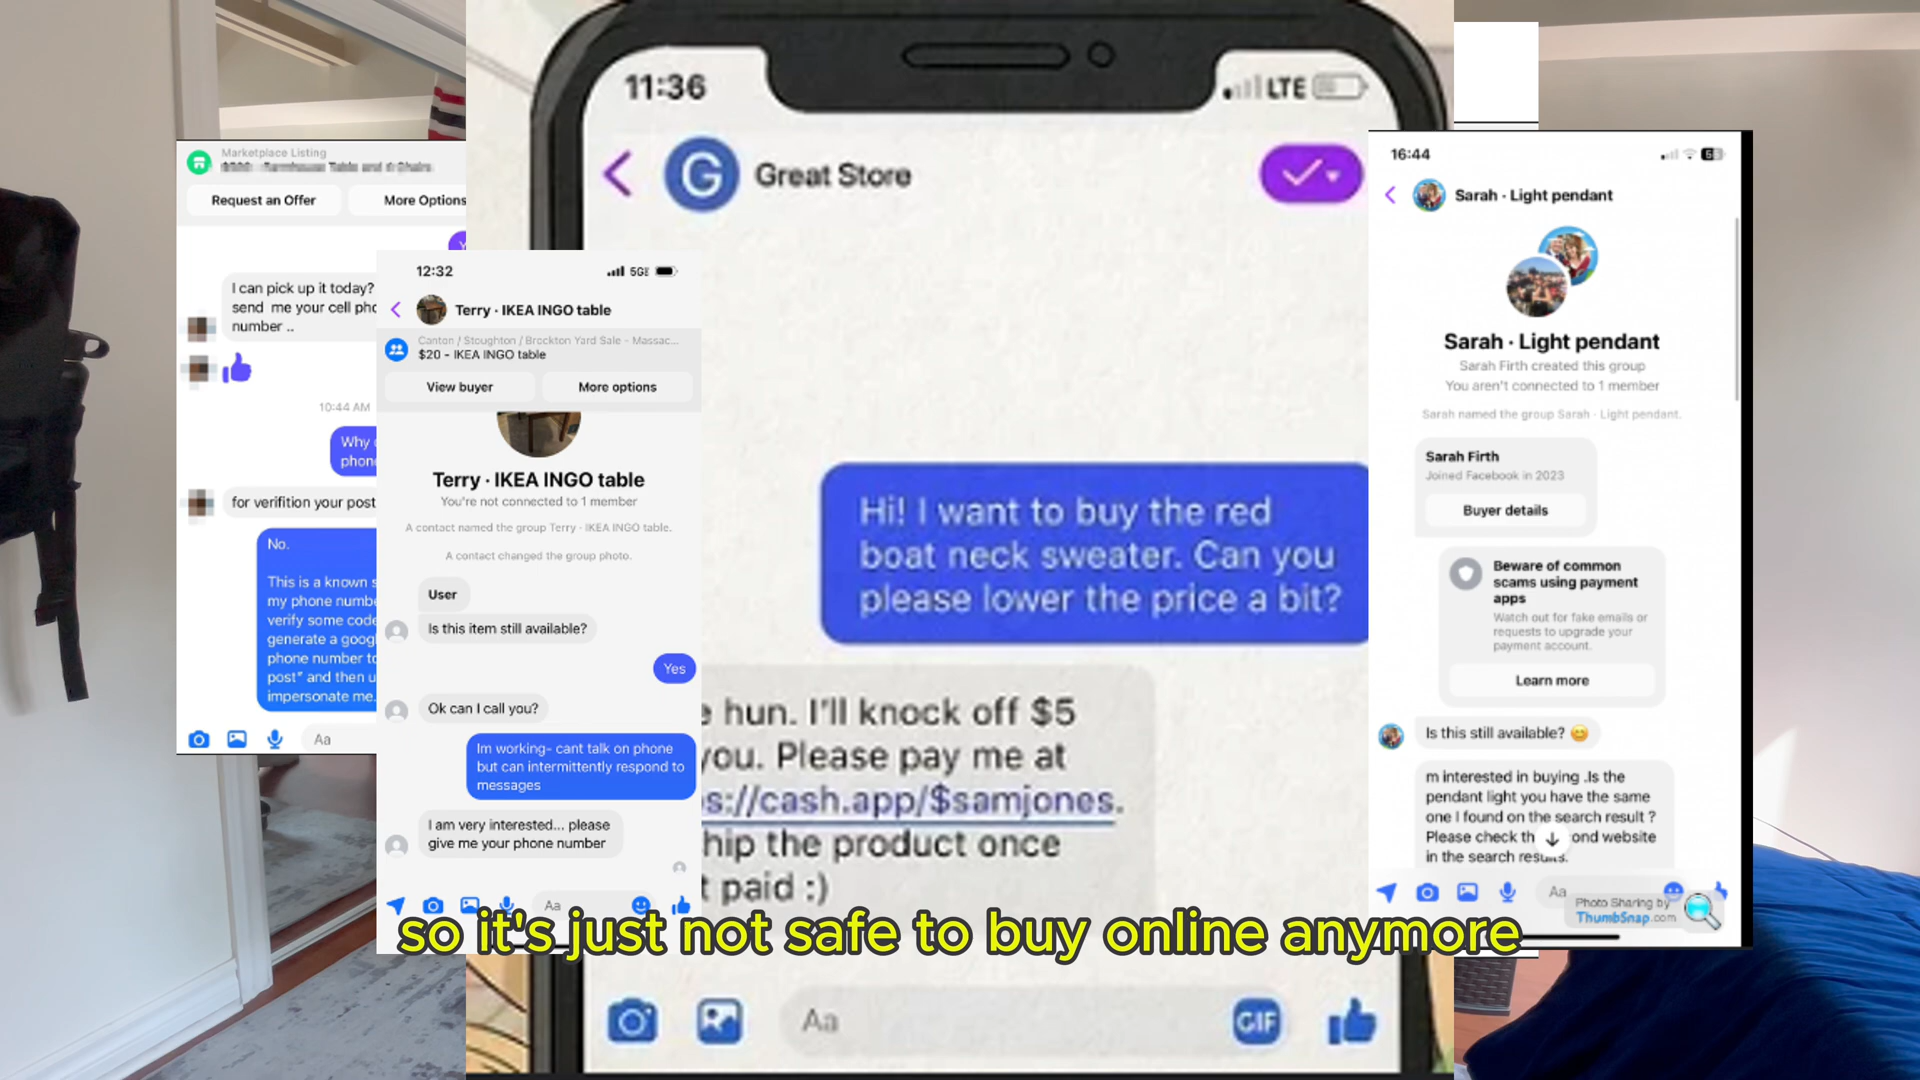 Marketplace Listing
Request an Offer
More Options
I can pick up it today?
send me your cell pho
number ..
10:44 AM
Why
phon
for verifition your post
No.
This is a known s
my phone numbe
verify some code
generate a goog
phone number to
post" and then u
impersonate me.
Aa
12:32
5GE
Terry · IKEA INGO table
Canton / Stoughton / Brockton Yard Sale - Massac...
$20 - IKEA INGO table
View buyer
More options
Terry · IKEA INGO table
You're not connected to 1 member
A contact named the group Terry · IKEA INGO table.
A contact changed the group photo.
User
Is this item still available?
Yes
Ok can I call you?
Im working- cant talk on phone
but can intermittently respond to
messages
I am very interested... please
give me your phone number
Aa
11:36
LTE
G
Great Store
Hi! I want to buy the red
boat neck sweater. Can you
please lower the price a bit?
e hun. I'll knock off $5
you. Please pay me at
s://cash.app/$samjones.
hip the product once
t paid :)
Aa
GIF
16:44
Sarah · Light pendant
Sarah · Light pendant
Sarah Firth created this group
You aren't connected to 1 member
Sarah named the group Sarah · Light pendant.
Sarah Firth
Joined Facebook in 2023
Buyer details
Beware of common
scams using payment
apps
Watch out for fake emails or
requests to upgrade your
payment account.
Learn more
Is this still available? 😊
m interested in buying .Is the
pendant light you have the same
one I found on the search result ?
Please check th ond website
in the search results.
Aa
Photo Sharing by
ThumbSnap.com
so it's just not safe to buy online anymore